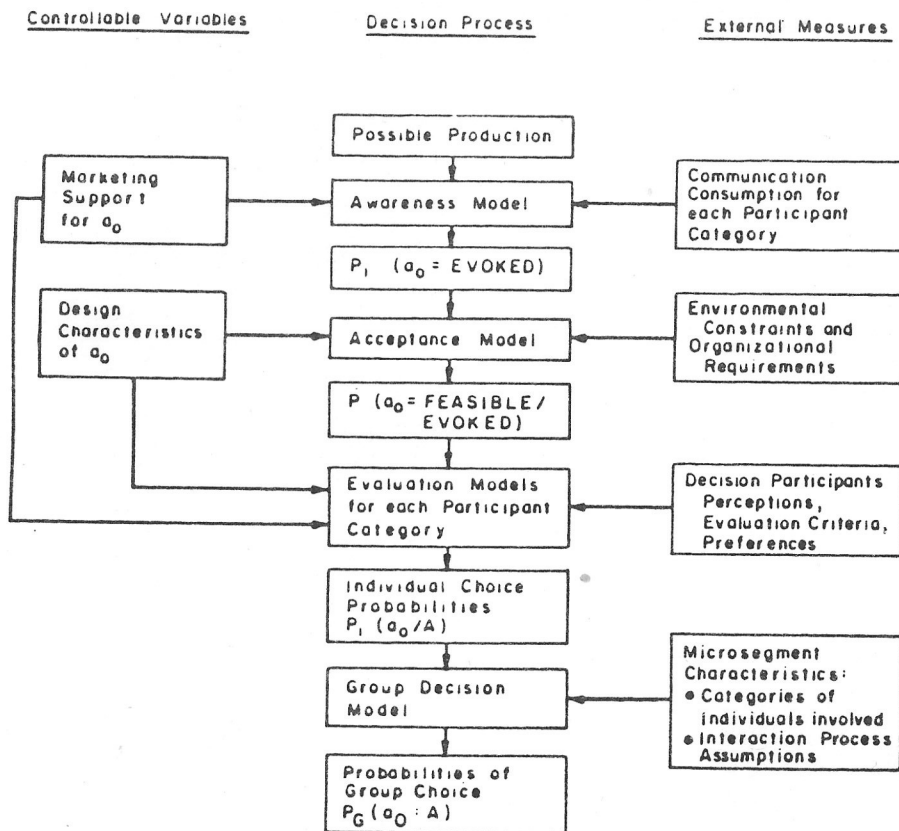 Controllable Variables
Decision Process
External Measures
Possible Production
Marketing
Support
for a₀
Awareness Model
Communication
Consumption for
each Participant
Category
P₁ (a₀ = EVOKED)
Design
Characteristics
of a₀
Acceptance Model
Environmental
Constraints and
Organizational
Requirements
P (a₀ = FEASIBLE /
EVOKED)
Evaluation Models
for each Participant
Category
Decision Participants
Perceptions,
Evaluation Criteria,
Preferences
Individual Choice
Probabilities
P₁ (a₀/A)
Group Decision
Model
Microsegment
Characteristics:
• Categories of
individuals involved
• Interaction Process
Assumptions
Probabilities of
Group Choice
P_G (a₀ : A)